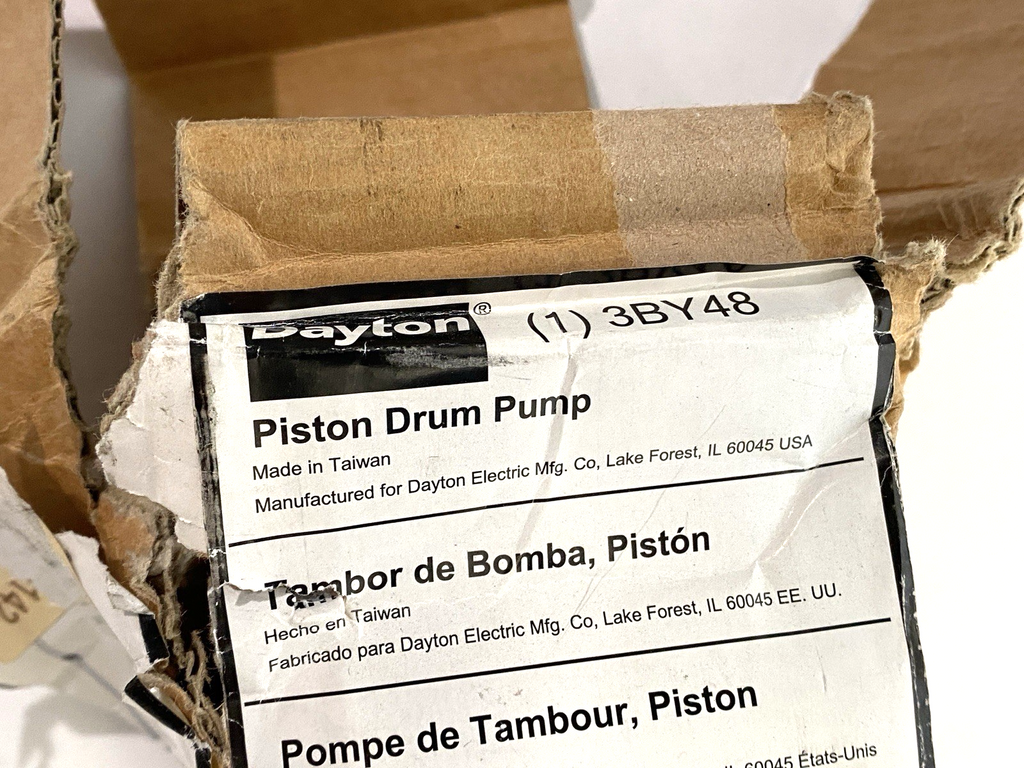 Dayton® (1) 3BY48
Piston Drum Pump
Made in Taiwan
Manufactured for Dayton Electric Mfg. Co, Lake Forest, IL 60045 USA
Tambor de Bomba, Pistón
Hecho en Taiwan
Fabricado para Dayton Electric Mfg. Co, Lake Forest, IL 60045 EE. UU.
Pompe de Tambour, Piston
60045 États-Unis
142